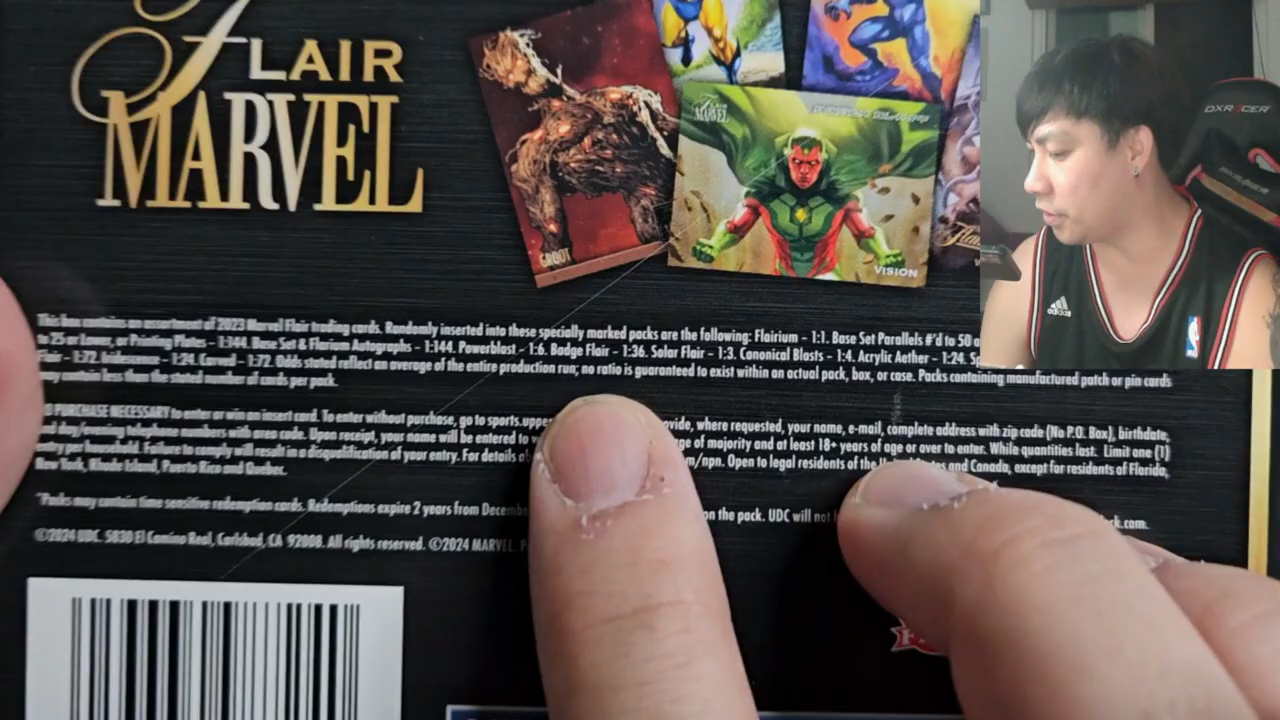 FLAIR
MARVEL
GROOT
FLAIR
MARVEL
VISION
DXRACER
adidas
This box contains an assortment of 2023 Marvel Flair trading cards. Randomly inserted into these specially marked packs are the following: Flairium – 1:1. Base Set Parallels #'d to 50 o
to 25 or Lower, or Printing Plates – 1:144. Base Set & Flarium Autographs – 1:144. Powerblast – 1:6. Badge Flair – 1:36. Solar Flair – 1:3. Canonical Blasts – 1:4. Acrylic Aether – 1:24. Sp
Flair – 1:72. Iridescence – 1:24. Carved – 1:72. Odds stated reflect an average of the entire production run; no ratio is guaranteed to exist within an actual pack, box, or case. Packs containing manufactured patch or pin cards
may contain less than the stated number of cards per pack.
O PURCHASE NECESSARY to enter or win an insert card. To enter without purchase, go to sports.uppe ovide, where requested, your name, e-mail, complete address with zip code (No P.O. Box), birthdate,
nd day/evening telephone numbers with area code. Upon receipt, your name will be entered to w ge of majority and at least 18+ years of age or over to enter. While quantities last. Limit one (1)
entry per household. Failure to comply will result in a disqualification of your entry. For details a m/npn. Open to legal residents of the Un tes and Canada, except for residents of Florida,
New York, Rhode Island, Puerto Rico and Quebec.
*Packs may contain time sensitive redemption cards. Redemptions expire 2 years from Decembe on the pack. UDC will not ck.com.
©2024 UDC. 5830 El Camino Real, Carlsbad, CA 92008. All rights reserved. ©2024 MARVEL.